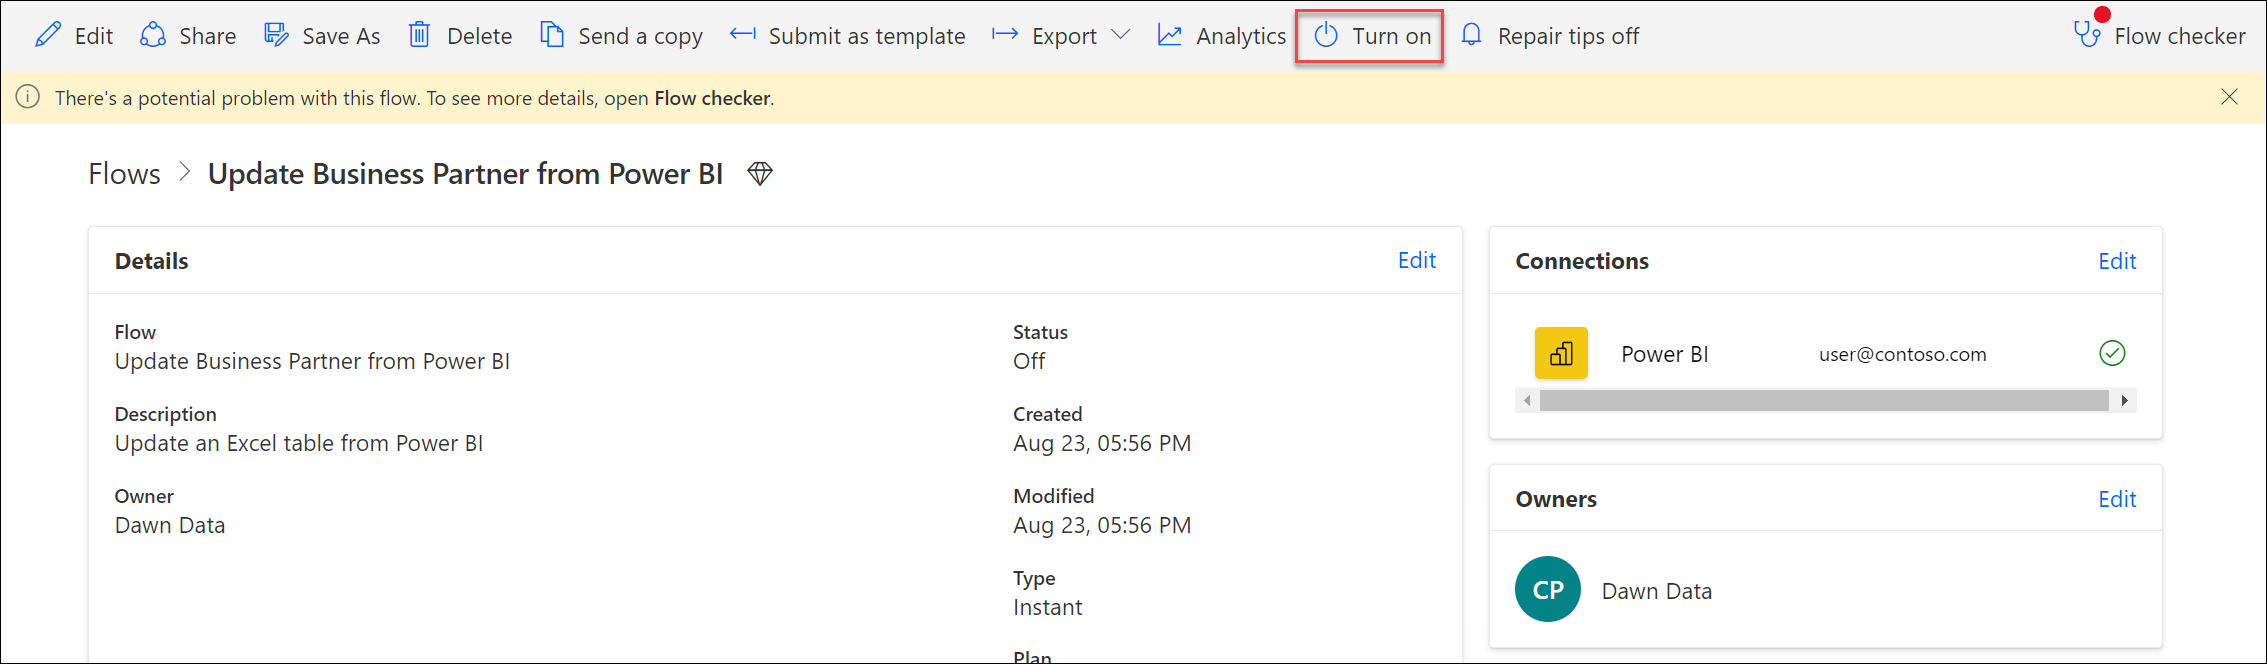 Edit Share Save As Delete Send a copy Submit as template Export Analytics Turn on Repair tips off Flow checker
There's a potential problem with this flow. To see more details, open Flow checker.
Flows > Update Business Partner from Power BI
Details Edit
Flow
Update Business Partner from Power BI
Description
Update an Excel table from Power BI
Owner
Dawn Data
Status
Off
Created
Aug 23, 05:56 PM
Modified
Aug 23, 05:56 PM
Type
Instant
Plan
Connections Edit
Power BI user@contoso.com
Owners Edit
CP Dawn Data